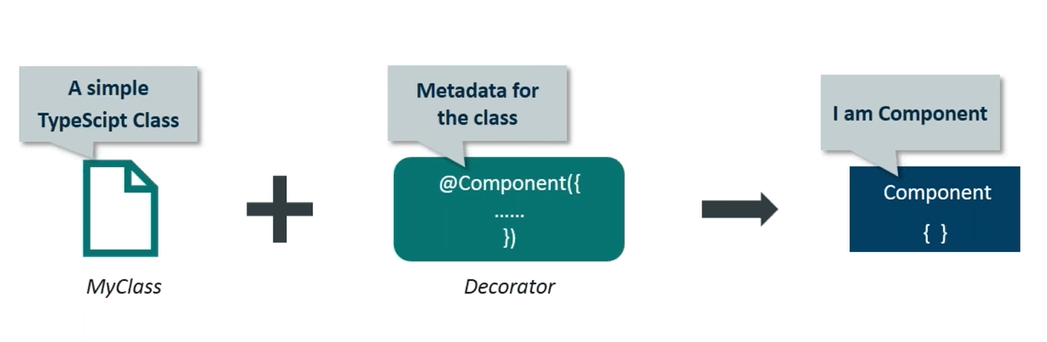 A simple
TypeScipt Class
MyClass
Metadata for
the class
@Component({
......
})
Decorator
I am Component
Component
{ }